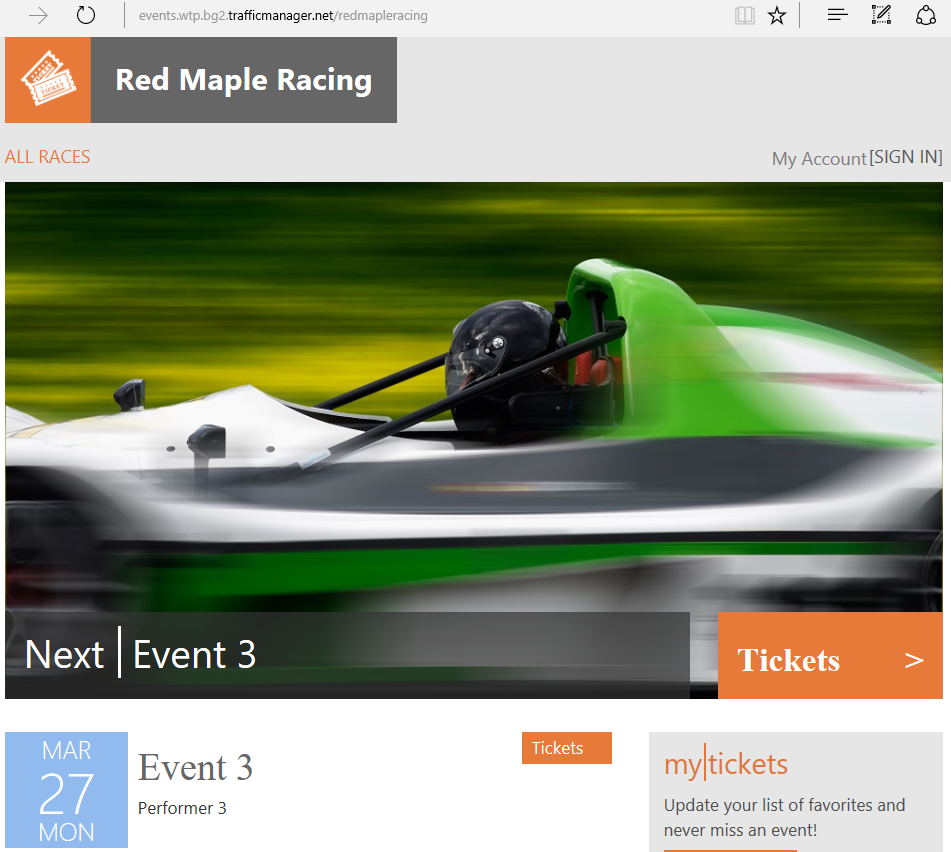 events.wtp.bg2.trafficmanager.net/redmapleracing
Red Maple Racing
ALL RACES
My Account [SIGN IN]
Next Event 3
Tickets >
MAR
27
MON
Event 3
Performer 3
Tickets
my tickets
Update your list of favorites and
never miss an event!